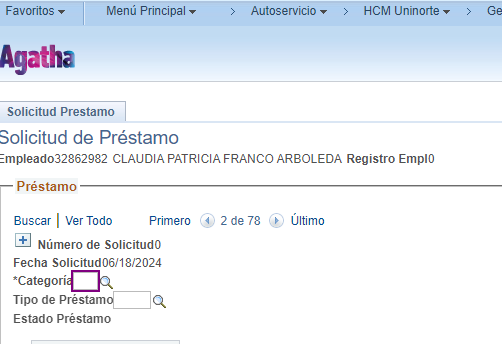 Favoritos Menú Principal > Autoservicio > HCM Uninorte > Ge
Agatha
Solicitud Prestamo
Solicitud de Préstamo
Empleado32862982 CLAUDIA PATRICIA FRANCO ARBOLEDA Registro Empl0
Préstamo
Buscar | Ver Todo Primero 2 de 78 Último
Número de Solicitud0
Fecha Solicitud06/18/2024
*Categoría
Tipo de Préstamo
Estado Préstamo